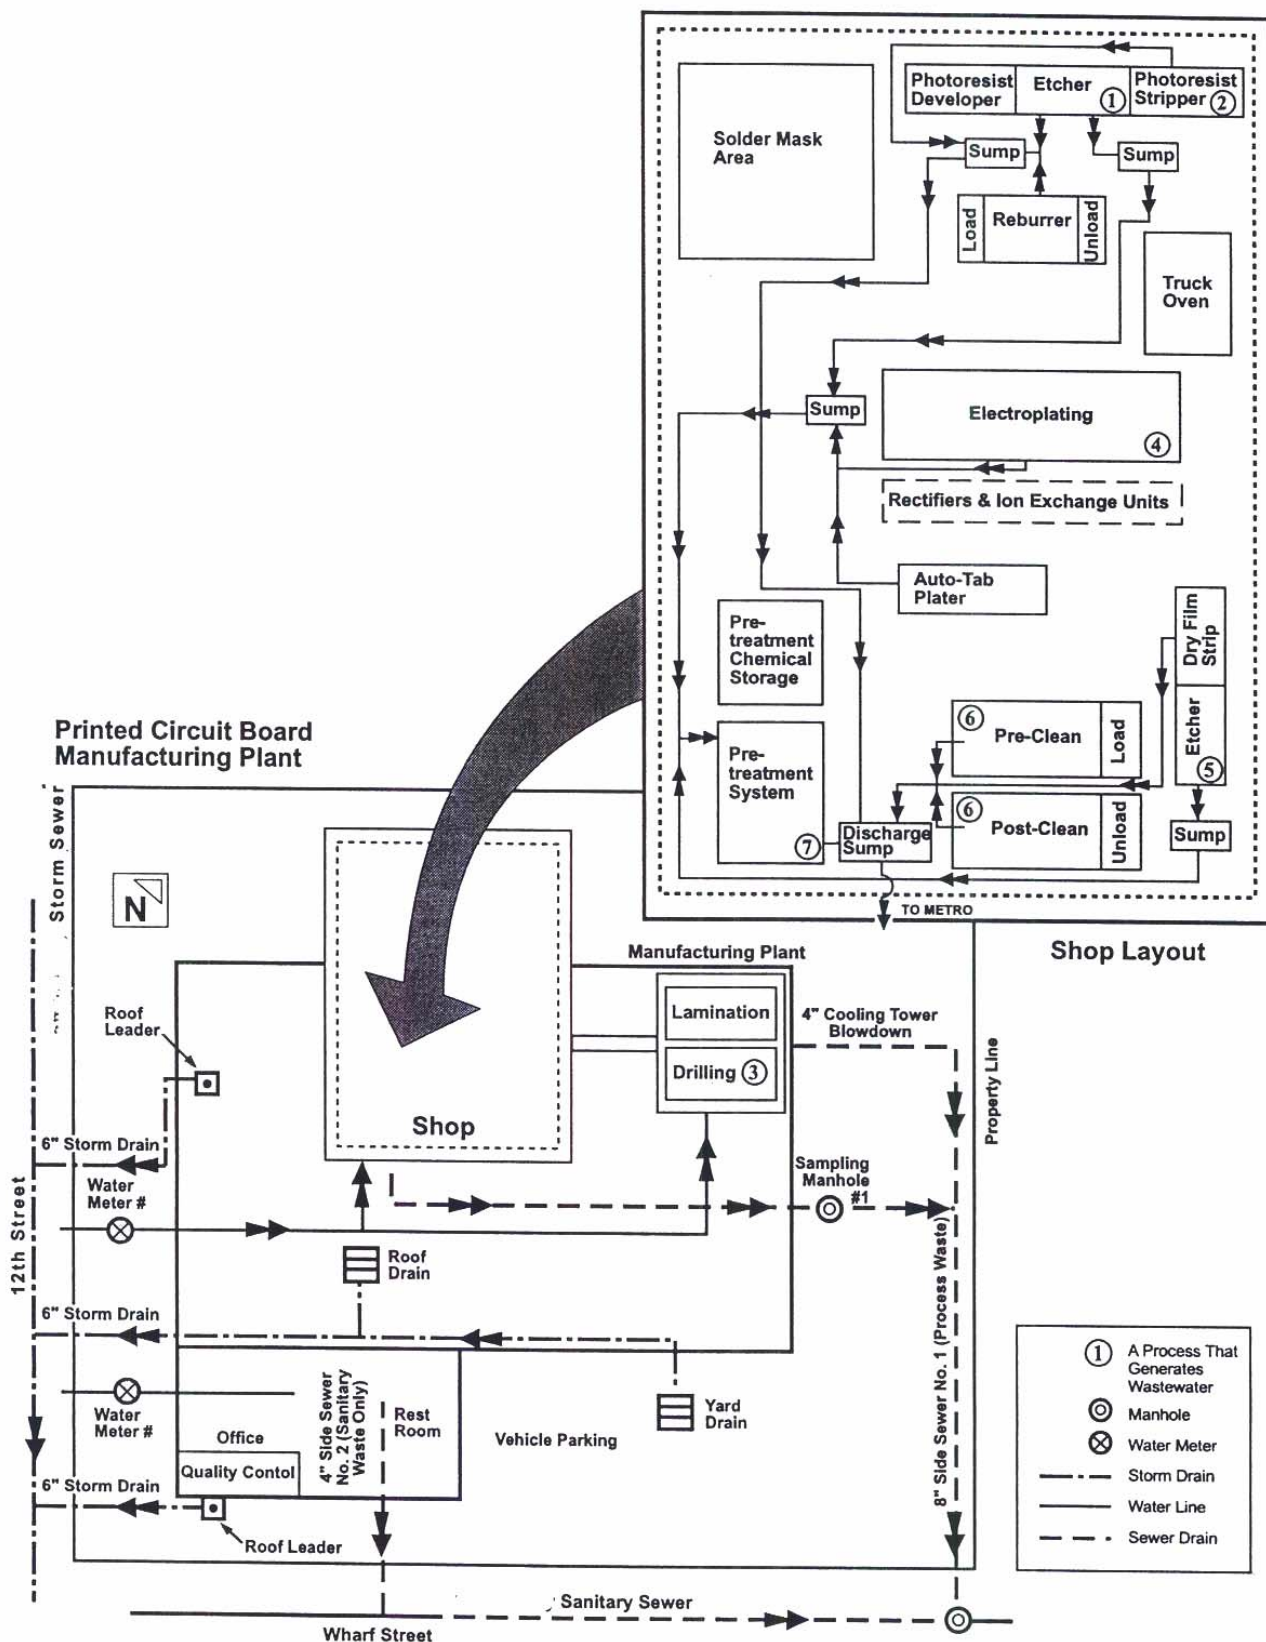 Photoresist
Developer
Etcher
1
Photoresist
Stripper
2
Solder Mask
Area
Sump
Sump
Load
Reburrer
Unload
Truck
Oven
Sump
Electroplating
4
Rectifiers & Ion Exchange Units
Auto-Tab
Plater
Pre-
treatment
Chemical
Storage
Dry Film
Strip
Etcher
5
6
Pre-Clean
Load
Pre-
treatment
System
7
Discharge
Sump
6
Post-Clean
Unload
Sump
TO METRO
Shop Layout
Printed Circuit Board
Manufacturing Plant
Storm Sewer
N
Manufacturing Plant
Roof
Leader
Lamination
Drilling
3
4" Cooling Tower
Blowdown
Property Line
Shop
6" Storm Drain
Water
Meter #
Sampling
Manhole
#1
12th Street
Roof
Drain
6" Storm Drain
8" Side Sewer No. 1 (Process Waste)
Water
Meter #
Office
Quality Contol
4" Side Sewer
No. 2 (Sanitary
Waste Only)
Rest
Room
Vehicle Parking
Yard
Drain
6" Storm Drain
Roof Leader
Sanitary Sewer
Wharf Street
1
A Process That
Generates
Wastewater
Manhole
Water Meter
Storm Drain
Water Line
Sewer Drain